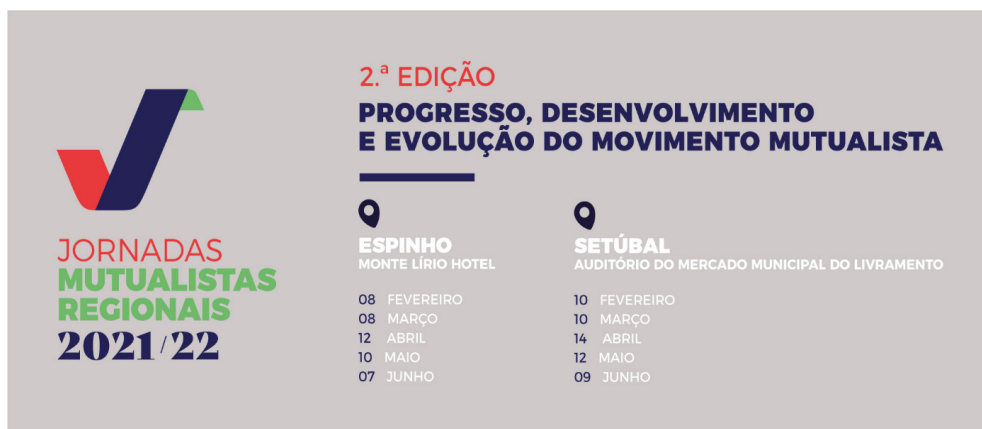 JORNADAS
MUTUALISTAS
REGIONAIS
2021/22
2.ª EDIÇÃO
PROGRESSO, DESENVOLVIMENTO
E EVOLUÇÃO DO MOVIMENTO MUTUALISTA
ESPINHO
MONTE LÍRIO HOTEL
08 FEVEREIRO
08 MARÇO
12 ABRIL
10 MAIO
07 JUNHO
SETÚBAL
AUDITÓRIO DO MERCADO MUNICIPAL DO LIVRAMENTO
10 FEVEREIRO
10 MARÇO
14 ABRIL
12 MAIO
09 JUNHO